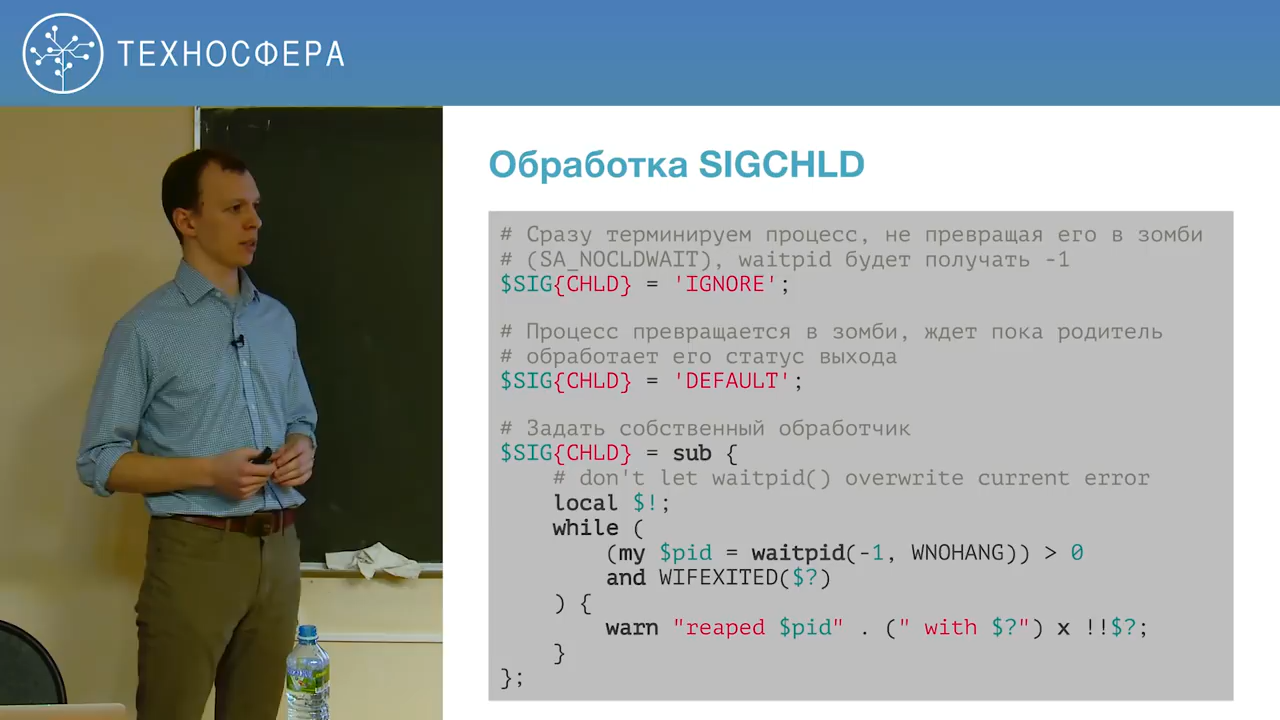 ТЕХНОСФЕРА
Обработка SIGCHLD
# Сразу терминируем процесс, не превращая его в зомби
# (SA_NOCLDWAIT), waitpid будет получать -1
$SIG{CHLD} = 'IGNORE';
# Процесс превращается в зомби, ждет пока родитель
# обработает его статус выхода
$SIG{CHLD} = 'DEFAULT';
# Задать собственный обработчик
$SIG{CHLD} = sub {
# don't let waitpid() overwrite current error
local $!;
while (
(my $pid = waitpid(-1, WNOHANG)) > 0
and WIFEXITED($?)
) {
warn "reaped $pid" . (" with $?") x !!$?;
}
};